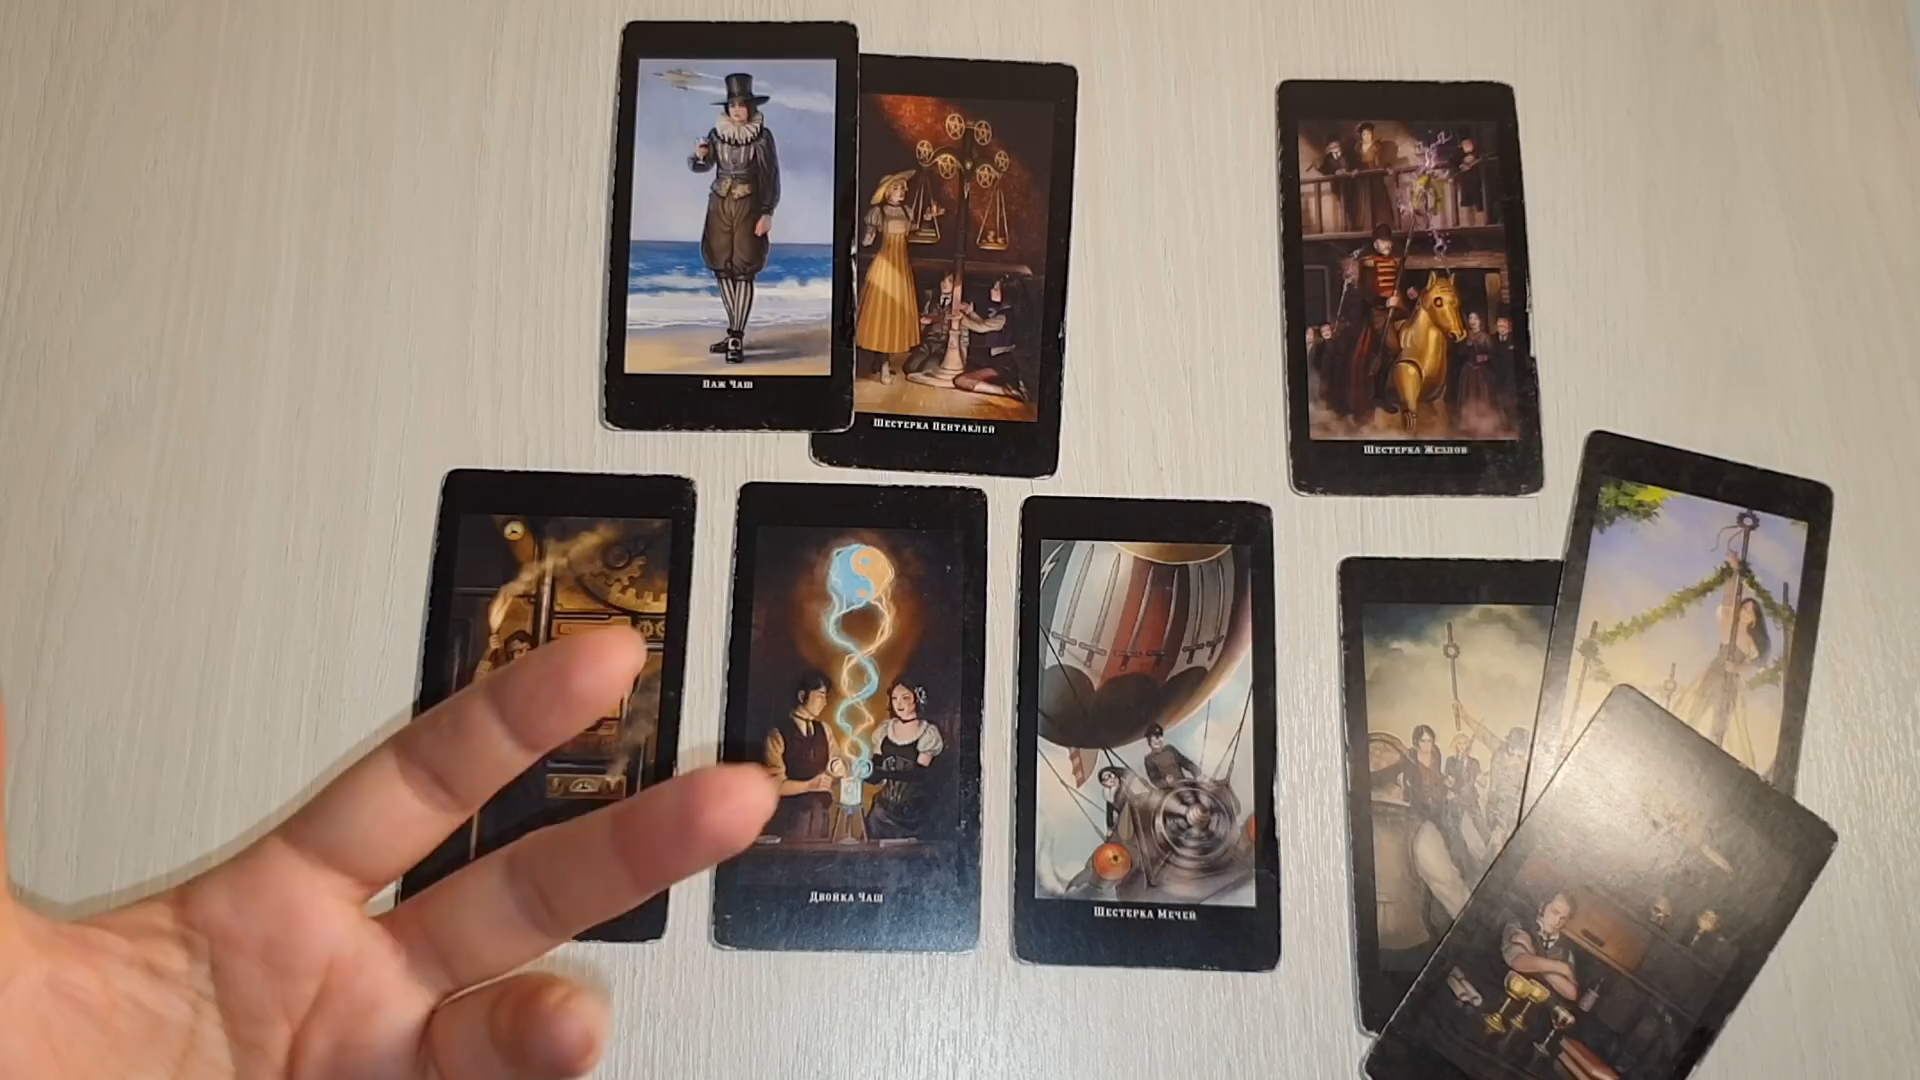 Паж Чаш
Шестерка Пентаклей
Шестерка Жезлов
Двойка Чаш
Шестерка Мечей